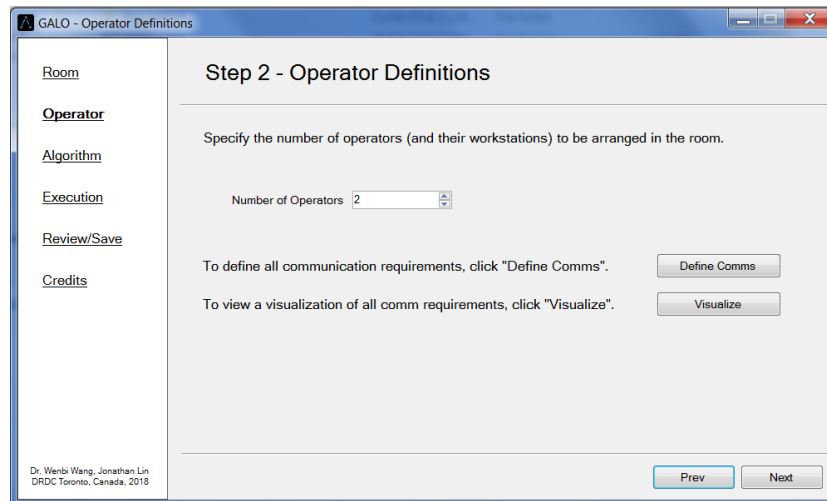 GALO - Operator Definitions
Room
Operator
Algorithm
Execution
Review/Save
Credits
Dr. Wenbi Wang, Jonathan Lin
DRDC Toronto, Canada, 2018
Step 2 - Operator Definitions
Specify the number of operators (and their workstations) to be arranged in the room.
Number of Operators 2
To define all communication requirements, click "Define Comms". Define Comms
To view a visualization of all comm requirements, click "Visualize". Visualize
Prev Next